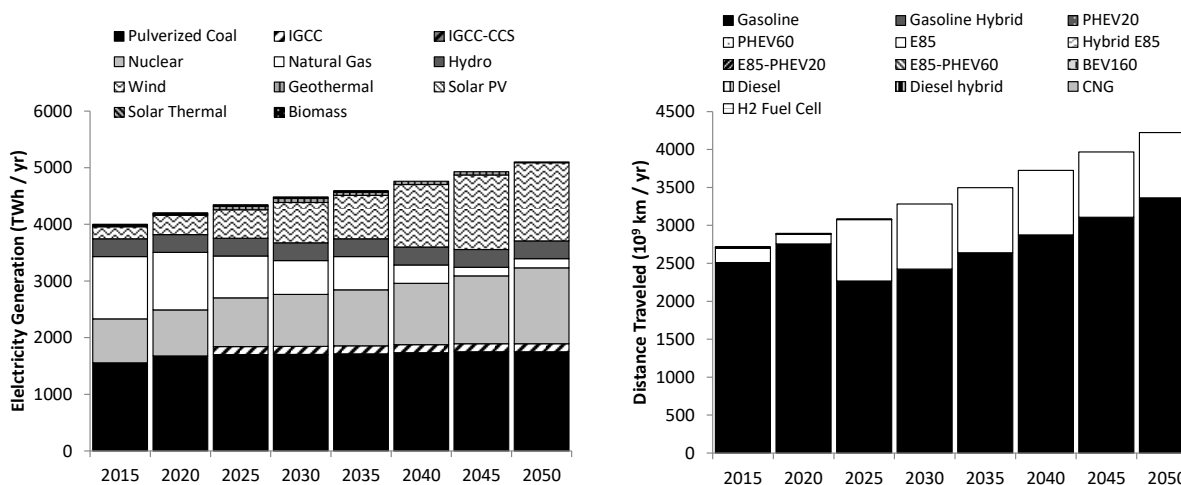 Pulverized Coal IGCC IGCC-CCS
Nuclear Natural Gas Hydro
Wind Geothermal Solar PV
Solar Thermal Biomass
Elelctricity Generation (TWh / yr)
6000
5000
4000
3000
2000
1000
0
2015 2020 2025 2030 2035 2040 2045 2050
Gasoline Gasoline Hybrid PHEV20
PHEV60 E85 Hybrid E85
E85-PHEV20 E85-PHEV60 BEV160
Diesel Diesel hybrid CNG
H2 Fuel Cell
Distance Traveled (10⁹ km / yr)
4500
4000
3500
3000
2500
2000
1500
1000
500
0
2015 2020 2025 2030 2035 2040 2045 2050